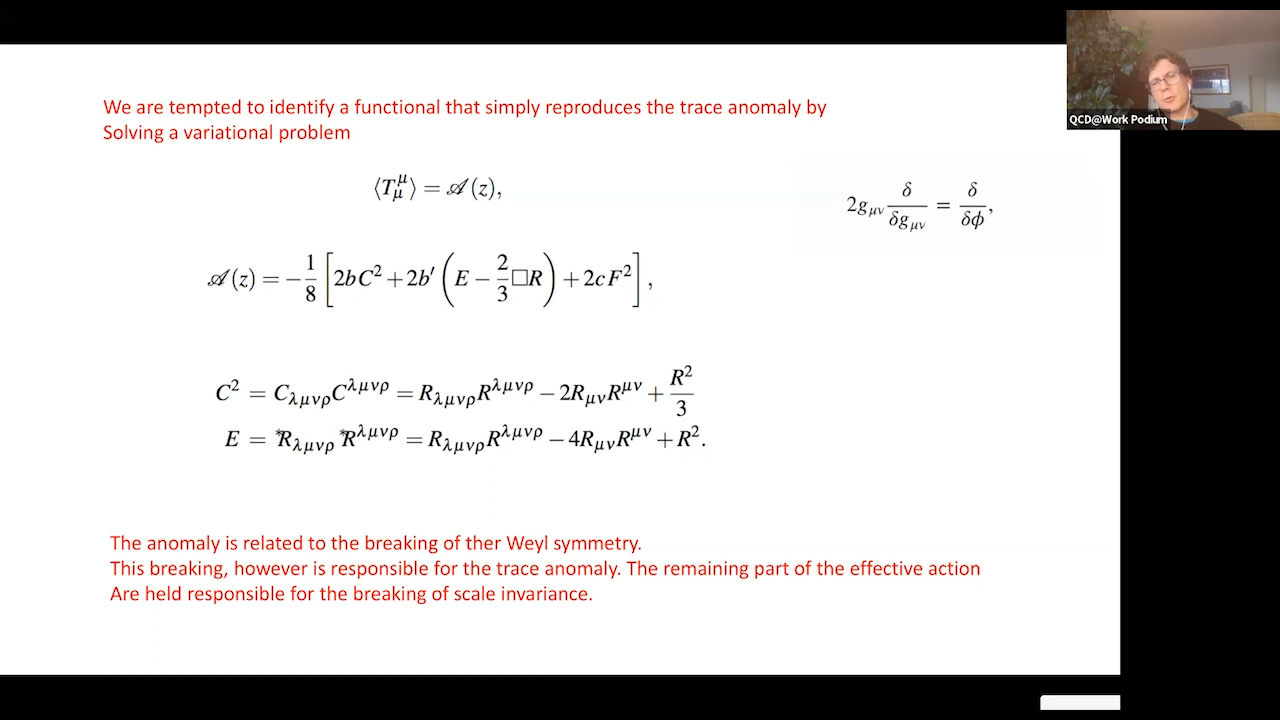 We are tempted to identify a functional that simply reproduces the trace anomaly by
Solving a variational problem
⟨T^μ_μ⟩ = 𝒜(z),
2g_{μν} δ/δg_{μν} = δ/δϕ,
𝒜(z) = −1/8 [2bC² + 2b′ (E − 2/3 □R) + 2cF²],
C² = C_{λμνρ}C^{λμνρ} = R_{λμνρ}R^{λμνρ} − 2R_{μν}R^{μν} + R²/3
E = *R_{λμνρ} *R^{λμνρ} = R_{λμνρ}R^{λμνρ} − 4R_{μν}R^{μν} + R².
The anomaly is related to the breaking of ther Weyl symmetry.
This breaking, however is responsible for the trace anomaly. The remaining part of the effective action
Are held responsible for the breaking of scale invariance.
QCD@Work Podium